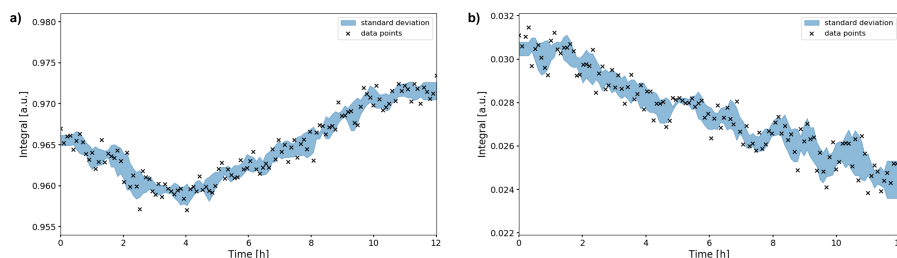 a)
0.980
0.975
0.970
0.965
0.960
0.955
Integral [a.u.]
standard deviation
data points
0 2 4 6 8 10 12
Time [h]
b)
0.032
0.030
0.028
0.026
0.024
0.022
Integral [a.u.]
standard deviation
data points
0 2 4 6 8 10
Time [h]